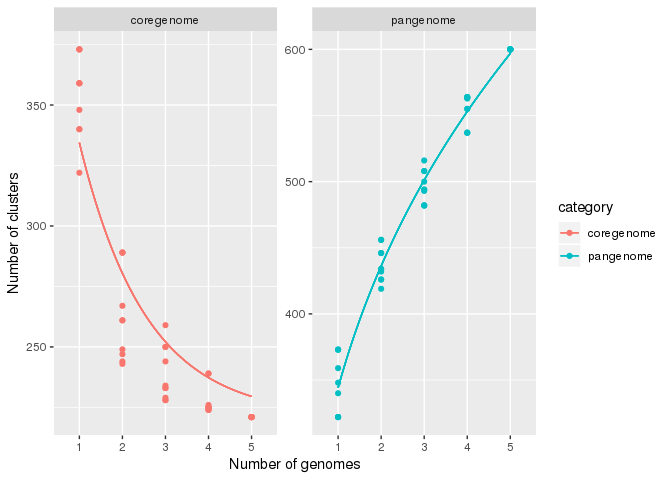 coregenome
pangenome
Number of clusters
350
300
250
600
500
400
1 2 3 4 5
1 2 3 4 5
Number of genomes
category
coregenome
pangenome